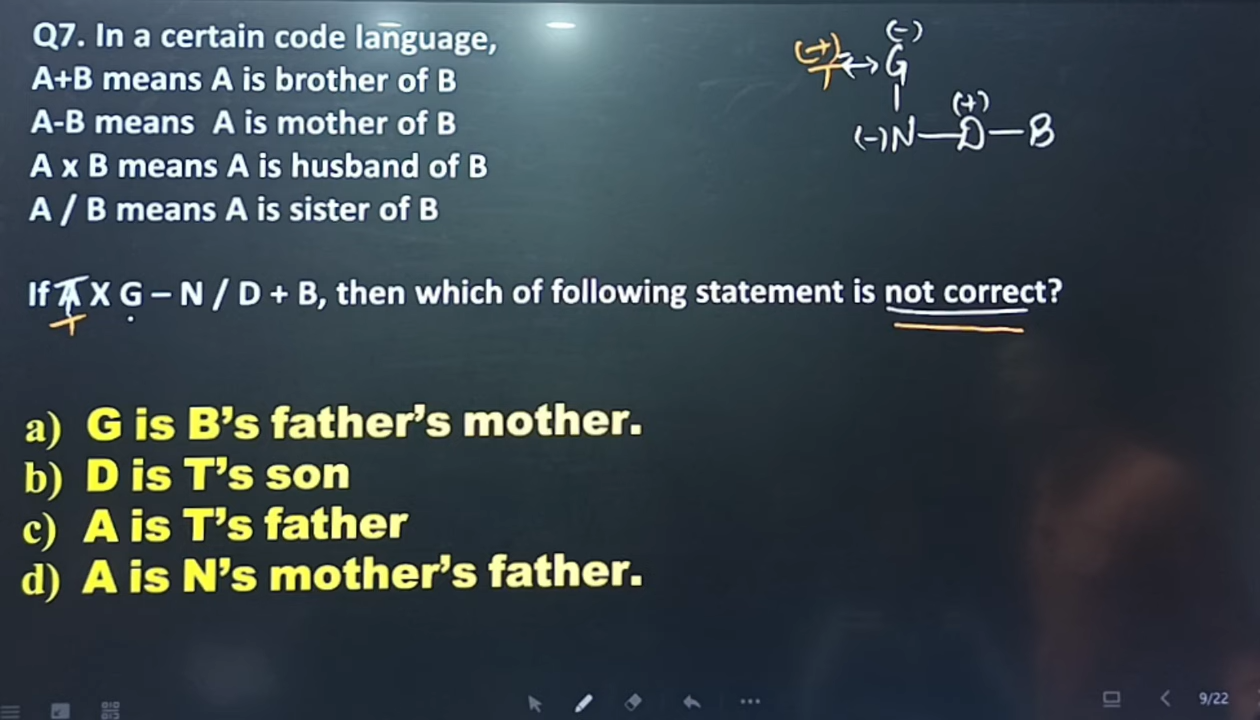 Q7. In a certain code language,
A+B means A is brother of B
A-B means A is mother of B
A x B means A is husband of B
A / B means A is sister of B
(-)
(+)
T ↔ G
(+)
(-) N — D — B
If T X G – N / D + B, then which of following statement is not correct?
T
a) G is B's father's mother.
b) D is T's son
c) A is T's father
d) A is N's mother's father.
9/22